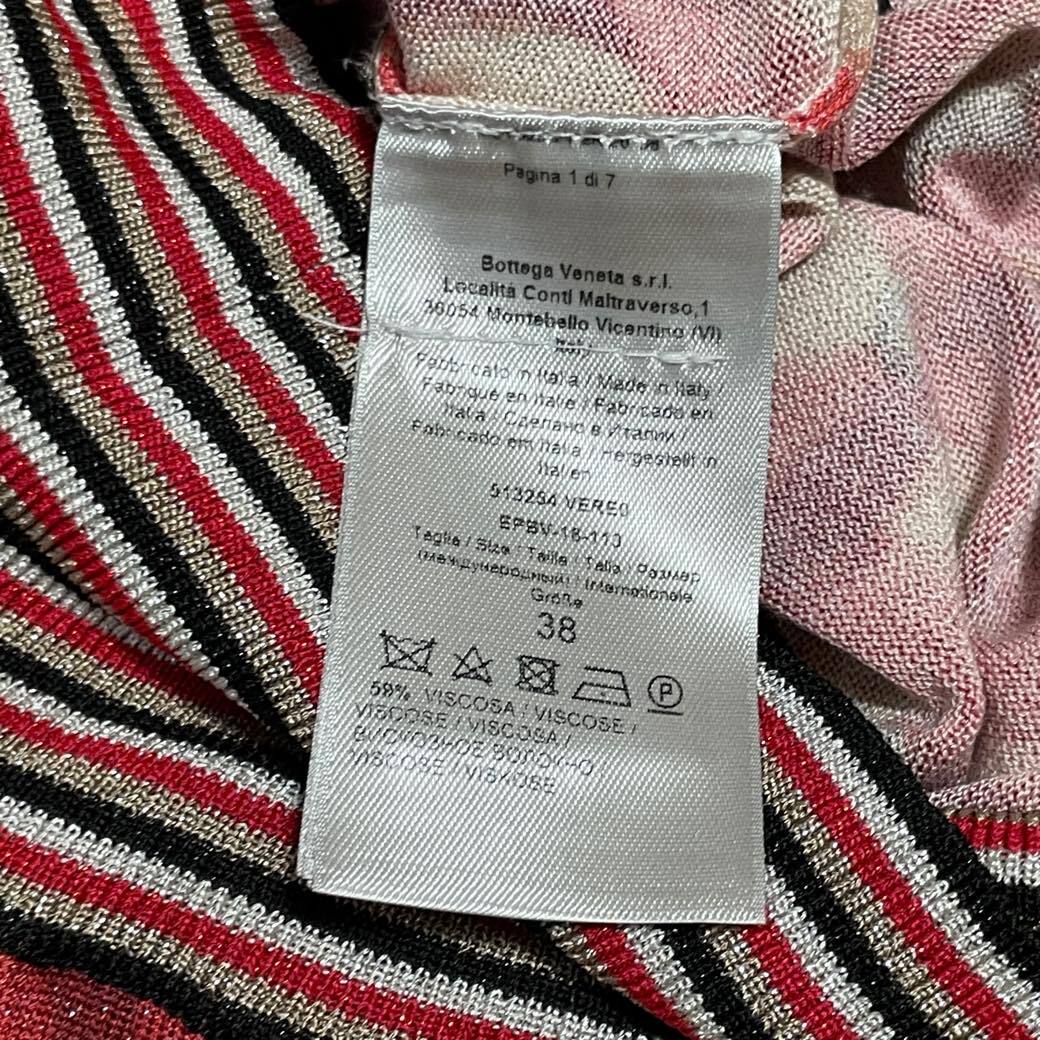 Pagina 1 di 7
Bottega Veneta s.r.l.
Località Conti Maltraverso,1
36054 Montebello Vicentino (VI)
Italy
Fabbricato in Italia / Made in Italy /
Fabriqué en Italie / Fabricado en
Italia / Сделано в Италии /
Fabricado em Italia / Hergestellt in
Italien
513284 VERE0
EPBV-18-113
Taglia / Size / Taille / Talla / Размер
(международный) / Internationale
Größe
38
P
59% VISCOSA / VISCOSE /
VISCOSE / VISCOSA /
ВИСКОЗНОЕ ВОЛОКНО
VISCOSE / VISKOSE